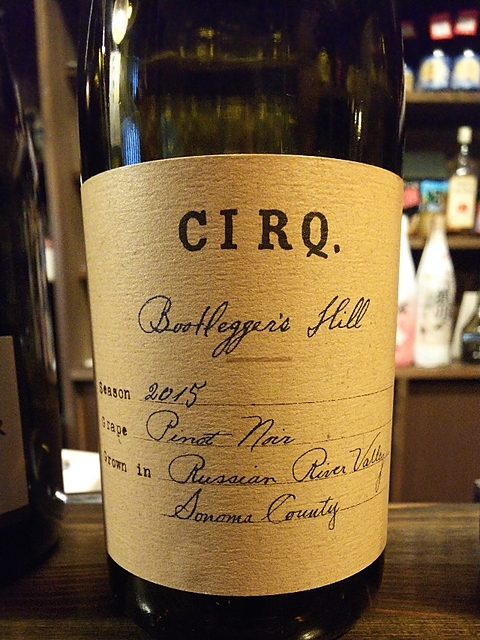 CIRQ.
Bootlegger's Hill
Season 2015
Grape Pinot Noir
Grown in Russian River Valley
Sonoma County